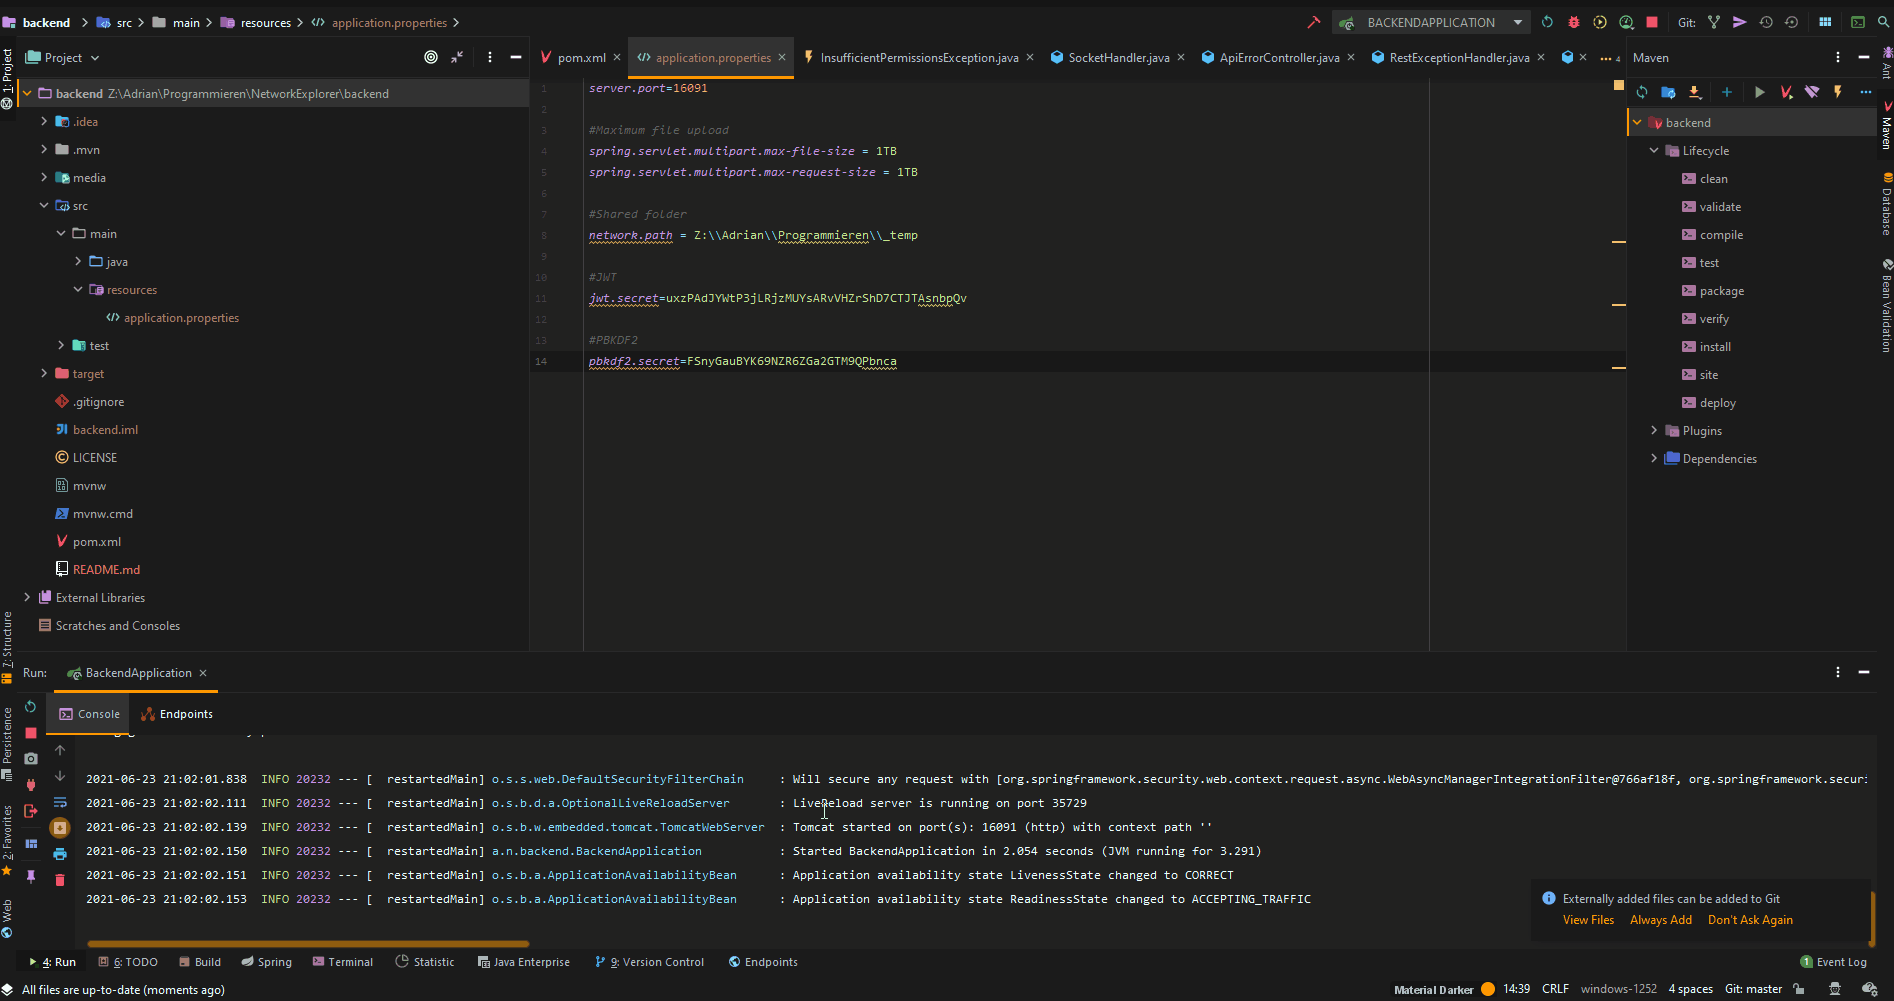 backend
src
main
resources
application.properties
BACKENDAPPLICATION
Git:
1: Project
Project
pom.xml
application.properties
InsufficientPermissionsException.java
SocketHandler.java
ApiErrorController.java
RestExceptionHandler.java
4
Maven
backend Z:\Adrian\Programmieren\NetworkExplorer\backend
.idea
.mvn
media
src
main
java
resources
application.properties
test
target
.gitignore
backend.iml
LICENSE
mvnw
mvnw.cmd
pom.xml
README.md
External Libraries
Scratches and Consoles
1 server.port=16091
2
3 #Maximum file upload
4 spring.servlet.multipart.max-file-size = 1TB
5 spring.servlet.multipart.max-request-size = 1TB
6
7 #Shared folder
8 network.path = Z:\\Adrian\\Programmieren\\_temp
9
10 #JWT
11 jwt.secret=uxzPAdJYWtP3jLRjzMUYsARvVHZrShD7CTJTAsnbpQv
12
13 #PBKDF2
14 pbkdf2.secret=FSnyGauBYK69NZR6ZGa2GTM9QPbnca
backend
Lifecycle
clean
validate
compile
test
package
verify
install
site
deploy
Plugins
Dependencies
Ant
Maven
Database
Bean Validation
7: Structure
Persistence
2: Favorites
Web
Run:
BackendApplication
Console
Endpoints
2021-06-23 21:02:01.838 INFO 20232 --- [ restartedMain] o.s.s.web.DefaultSecurityFilterChain : Will secure any request with [org.springframework.security.web.context.request.async.WebAsyncManagerIntegrationFilter@766af18f, org.springframework.securi
2021-06-23 21:02:02.111 INFO 20232 --- [ restartedMain] o.s.b.d.a.OptionalLiveReloadServer : LiveReload server is running on port 35729
2021-06-23 21:02:02.139 INFO 20232 --- [ restartedMain] o.s.b.w.embedded.tomcat.TomcatWebServer : Tomcat started on port(s): 16091 (http) with context path ''
2021-06-23 21:02:02.150 INFO 20232 --- [ restartedMain] a.n.backend.BackendApplication : Started BackendApplication in 2.054 seconds (JVM running for 3.291)
2021-06-23 21:02:02.151 INFO 20232 --- [ restartedMain] o.s.b.a.ApplicationAvailabilityBean : Application availability state LivenessState changed to CORRECT
2021-06-23 21:02:02.153 INFO 20232 --- [ restartedMain] o.s.b.a.ApplicationAvailabilityBean : Application availability state ReadinessState changed to ACCEPTING_TRAFFIC
Externally added files can be added to Git
View Files Always Add Don't Ask Again
4: Run
6: TODO
Build
Spring
Terminal
Statistic
Java Enterprise
9: Version Control
Endpoints
1 Event Log
All files are up-to-date (moments ago)
Material Darker
14:39 CRLF windows-1252 4 spaces Git: master